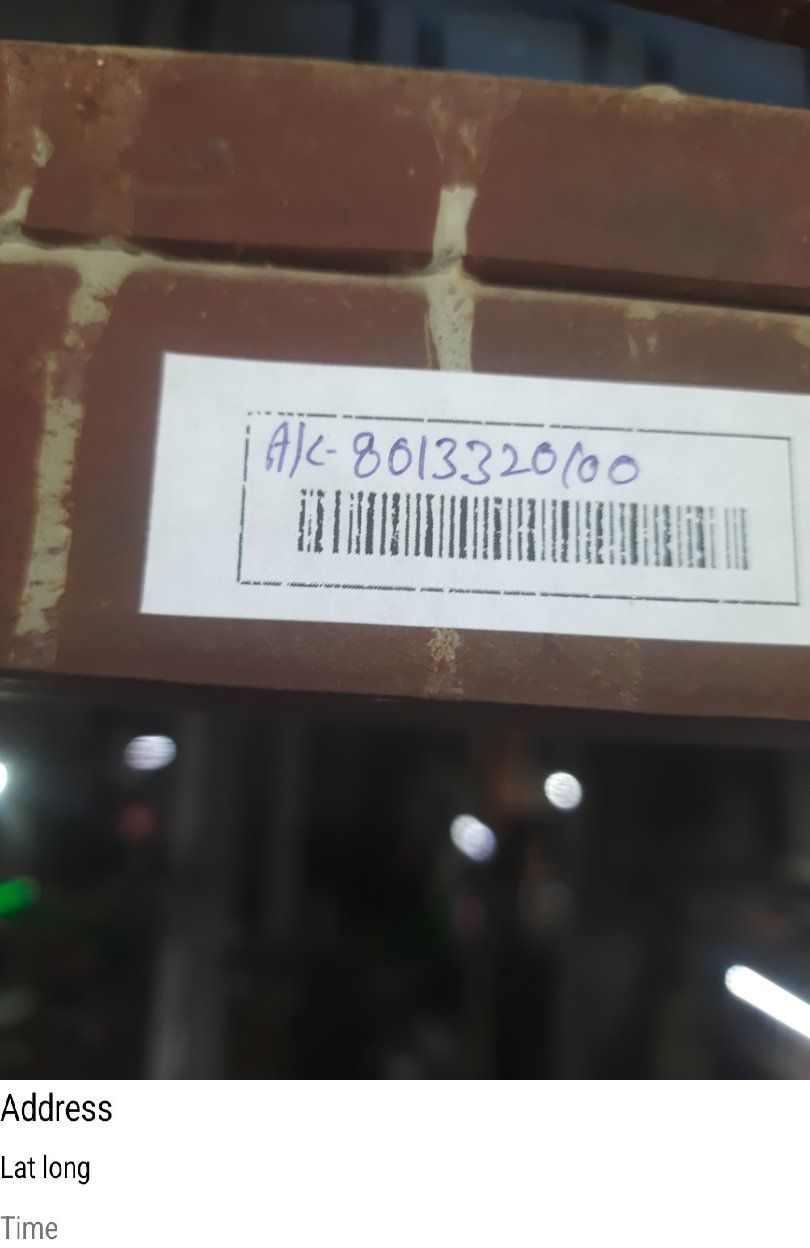 A/C- 8013320100
Address
Lat long
Time